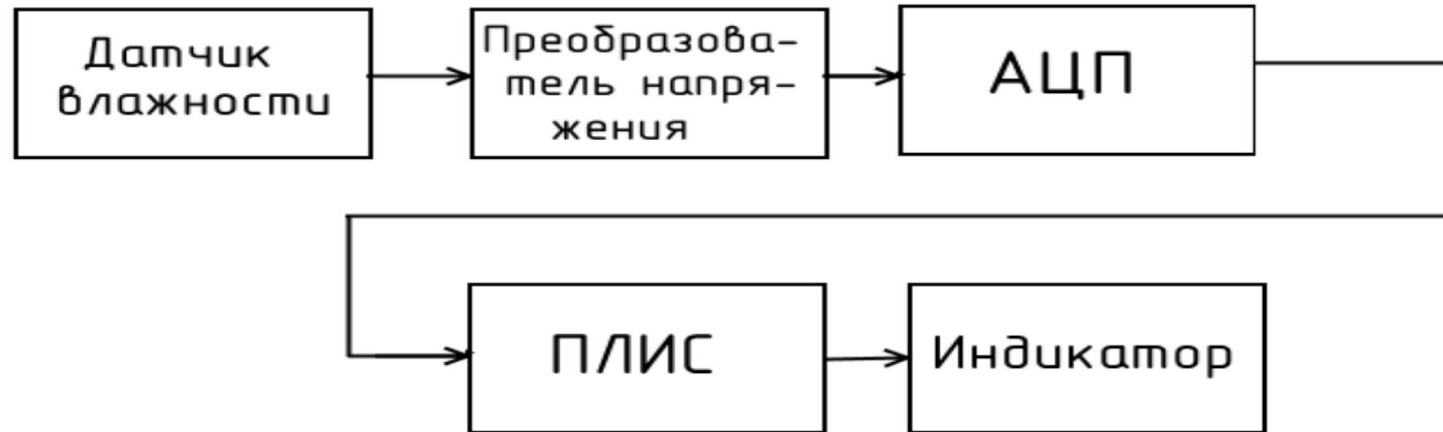 Датчик
влажности
Преобразова-
тель напря-
жения
АЦП
ПЛИС
Индикатор